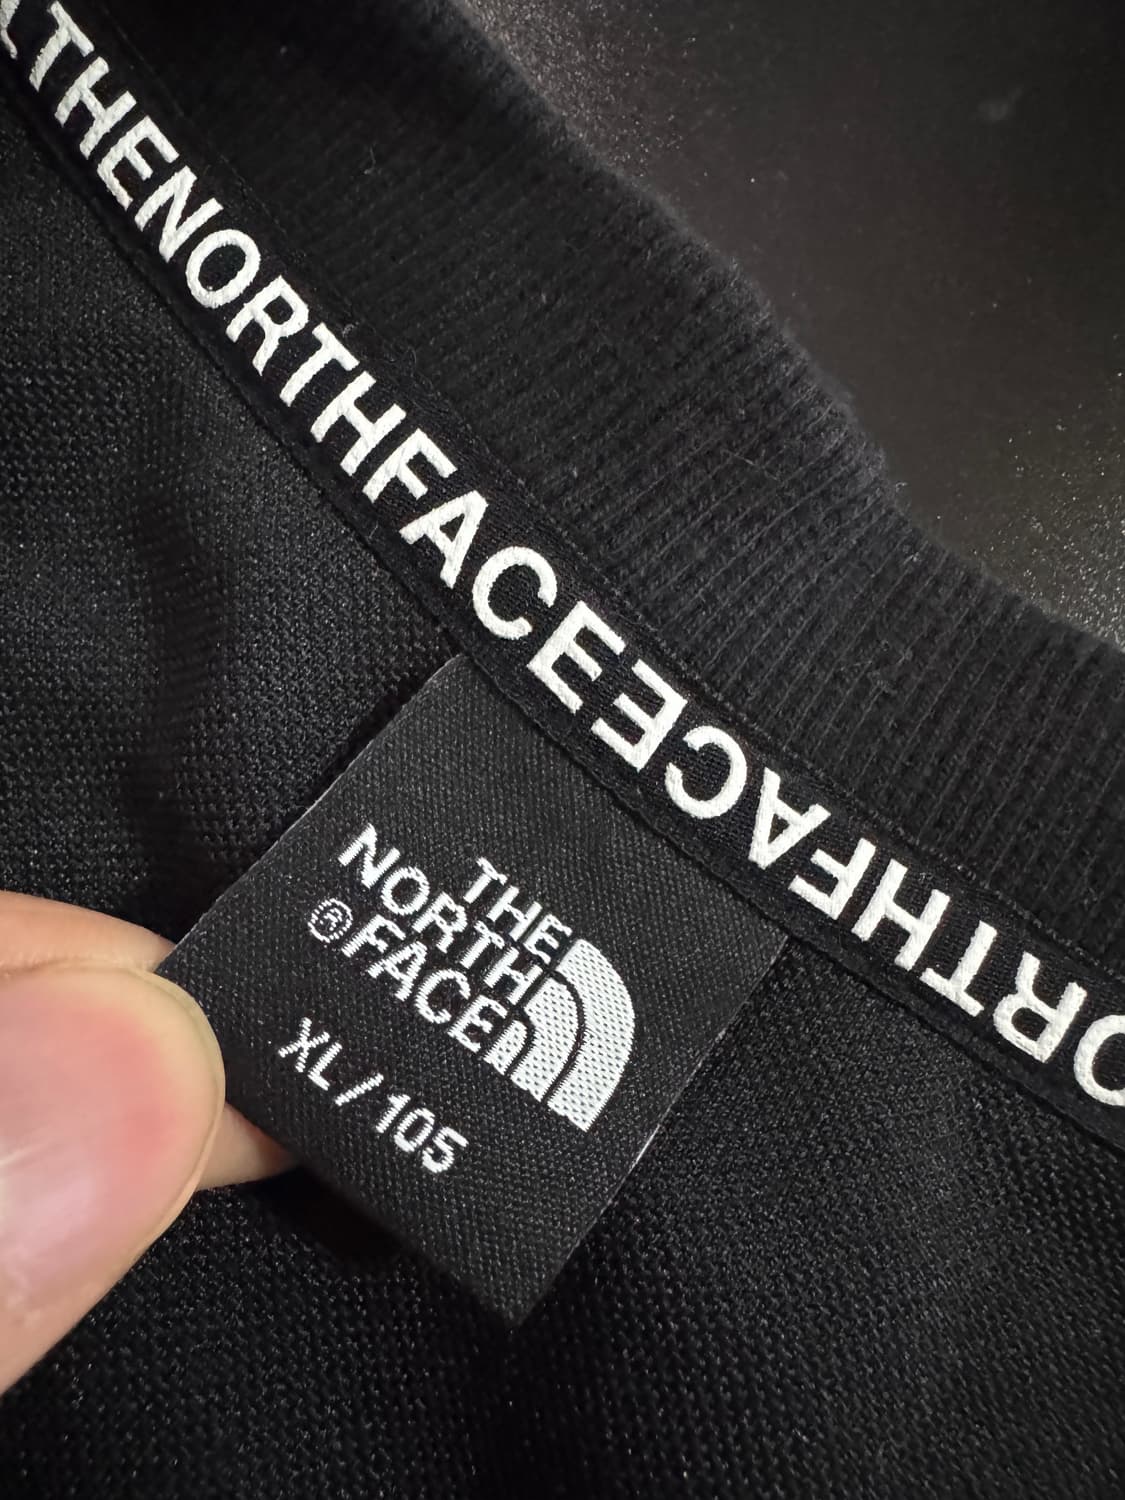 THENORTHFACE
ORTHFACE
THE
NORTH
®FACE
XL / 105